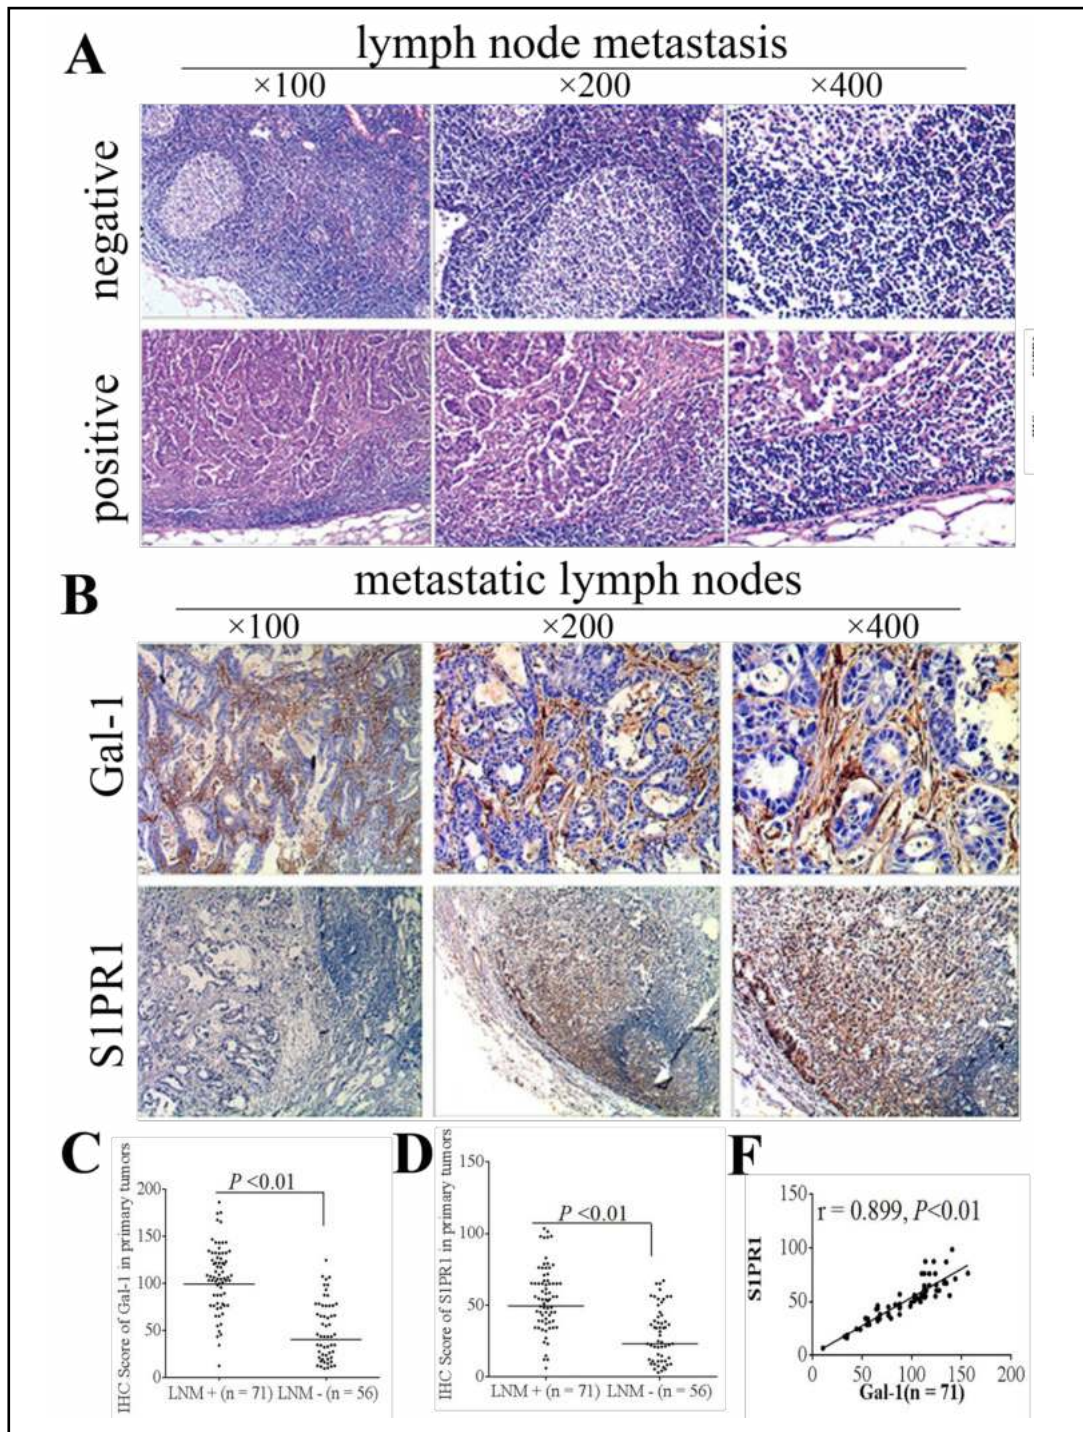 A
lymph node metastasis
×100 ×200 ×400
negative
positive
B
metastatic lymph nodes
×100 ×200 ×400
Gal-1
S1PR1
C
IHC Score of Gal-1 in primary tumors
P <0.01
200
150
100
50
0
LNM + (n = 71) LNM - (n = 56)
D
IHC Score of S1PR1 in primary tumors
P <0.01
150
100
50
0
LNM + (n = 71) LNM - (n = 56)
F
r = 0.899, P<0.01
S1PR1
150
100
50
0
0 50 100 150 200
Gal-1(n = 71)